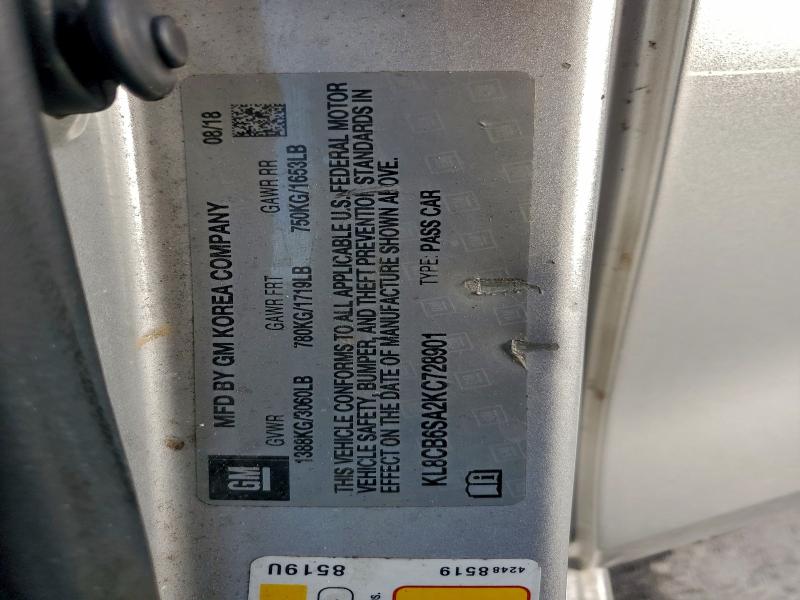 MFD BY GM KOREA COMPANY 08/18
GM
GVWR GAWR FRT GAWR RR
1388KG/3060LB 780KG/1719LB 750KG/1653LB
THIS VEHICLE CONFORMS TO ALL APPLICABLE U.S. FEDERAL MOTOR
VEHICLE SAFETY, BUMPER, AND THEFT PREVENTION STANDARDS IN
EFFECT ON THE DATE OF MANUFACTURE SHOWN ABOVE.
KL8CB6SA2KC728901 TYPE: PASS CAR
85190
42488519